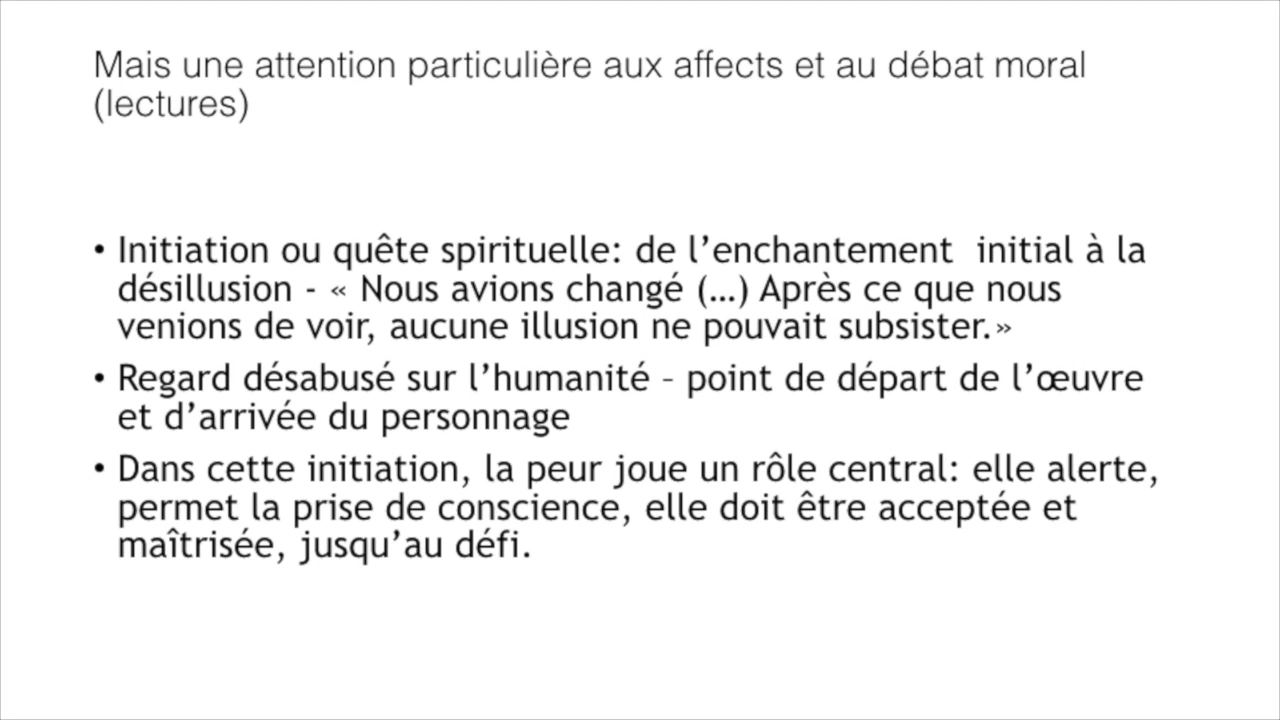 Mais une attention particulière aux affects et au débat moral
(lectures)
• Initiation ou quête spirituelle: de l’enchantement  initial à la
désillusion - « Nous avions changé (…) Après ce que nous
venions de voir, aucune illusion ne pouvait subsister.»
• Regard désabusé sur l’humanité – point de départ de l’œuvre
et d’arrivée du personnage
• Dans cette initiation, la peur joue un rôle central: elle alerte,
permet la prise de conscience, elle doit être acceptée et
maîtrisée, jusqu’au défi.